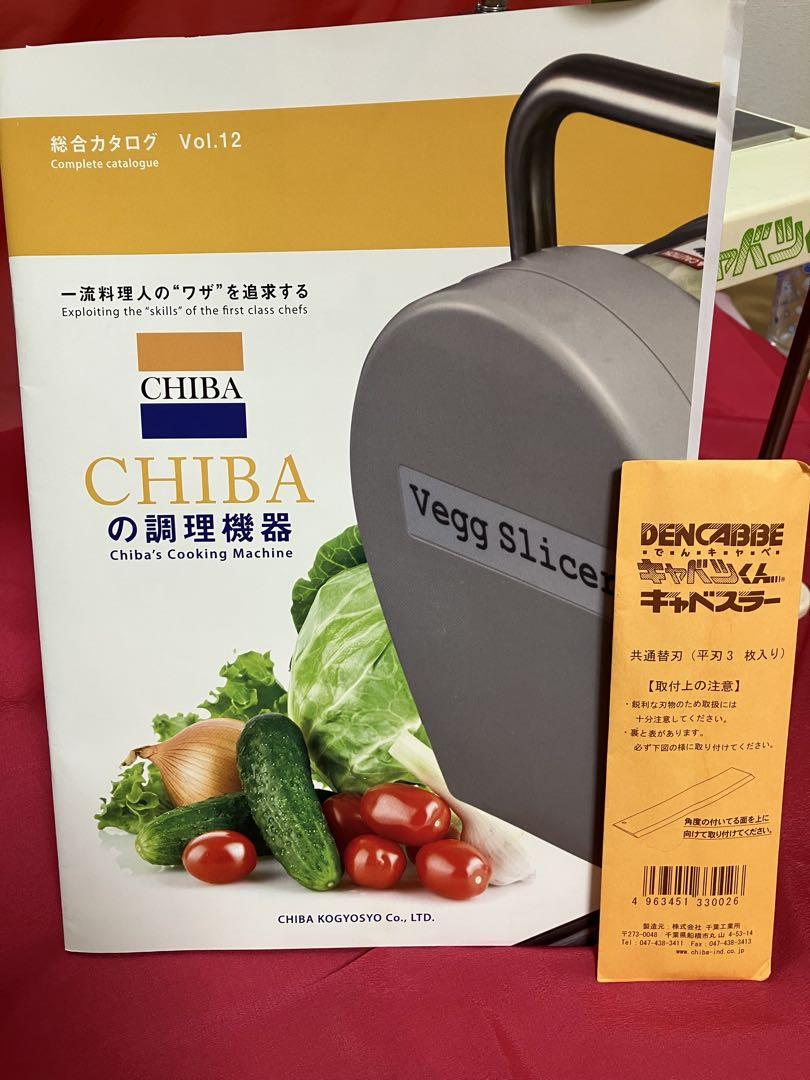 総合カタログ Vol.12
Complete catalogue
一流料理人の“ワザ”を追求する
Exploiting the “skills” of the first class chefs
CHIBA
CHIBA
の調理機器
Chiba's Cooking Machine
Vegg Slicer
CHIBA KOGYOSYO Co., LTD.
CAUTION
キャベツく
DENCABBE
・で・ん・キ・ャ・ベ・
キャベツくん...®
キャベスラー
共通替刃（平刃3 枚入り）
【取付上の注意】
・鋭利な刃物のため取扱には
十分注意してください。
・裏と表があります。
必ず下図の様に取り付けてください。
角度の付いてる面を上に
向けて取り付けてください。
4 963451 330026
製造元：株式会社 千葉工業所
〒273-0048 千葉県船橋市丸山 4-53-14
Tel：047-438-3411 Fax：047-438-3413
www.chiba-ind.co.jp